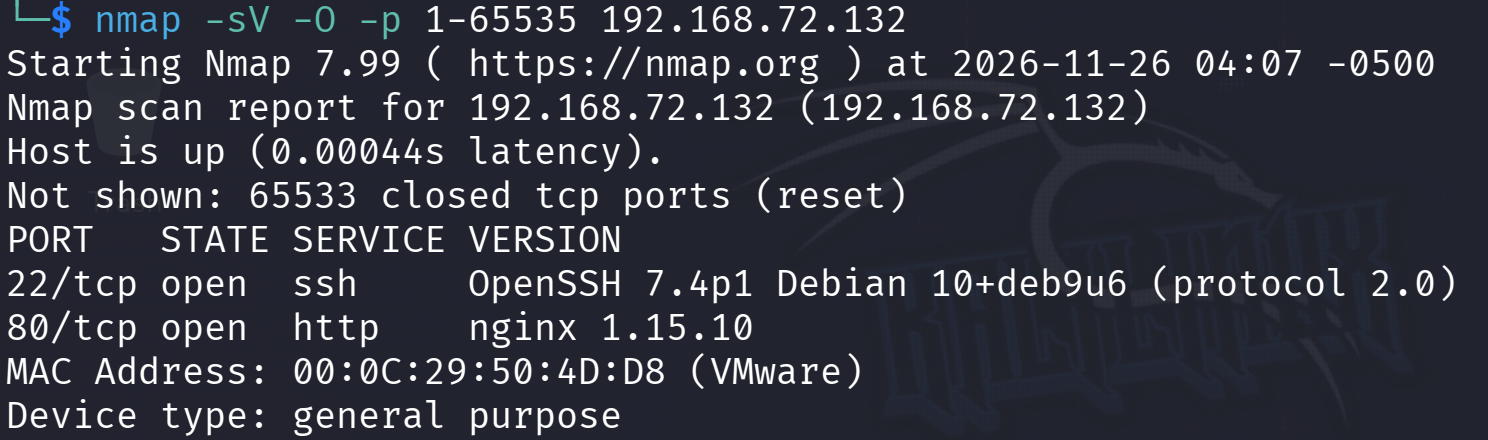 └─$ nmap -sV -O -p 1-65535 192.168.72.132
Starting Nmap 7.99 ( https://nmap.org ) at 2026-11-26 04:07 -0500
Nmap scan report for 192.168.72.132 (192.168.72.132)
Host is up (0.00044s latency).
Not shown: 65533 closed tcp ports (reset)
PORT   STATE SERVICE VERSION
22/tcp open  ssh     OpenSSH 7.4p1 Debian 10+deb9u6 (protocol 2.0)
80/tcp open  http    nginx 1.15.10
MAC Address: 00:0C:29:50:4D:D8 (VMware)
Device type: general purpose
Trash
KALI LINUX